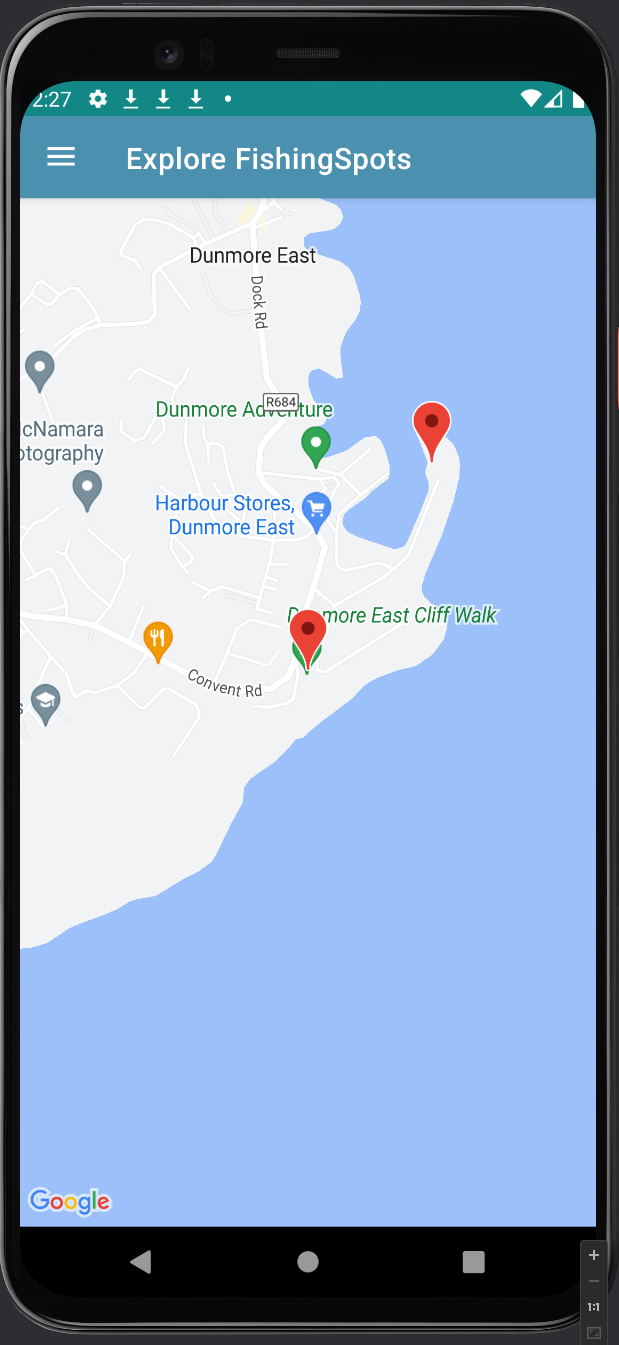 2:27
Explore FishingSpots
Dunmore East
Dock Rd
R684
Dunmore Adventure
cNamara
otography
Harbour Stores,
Dunmore East
Dunmore East Cliff Walk
Convent Rd
s
Google
1:1